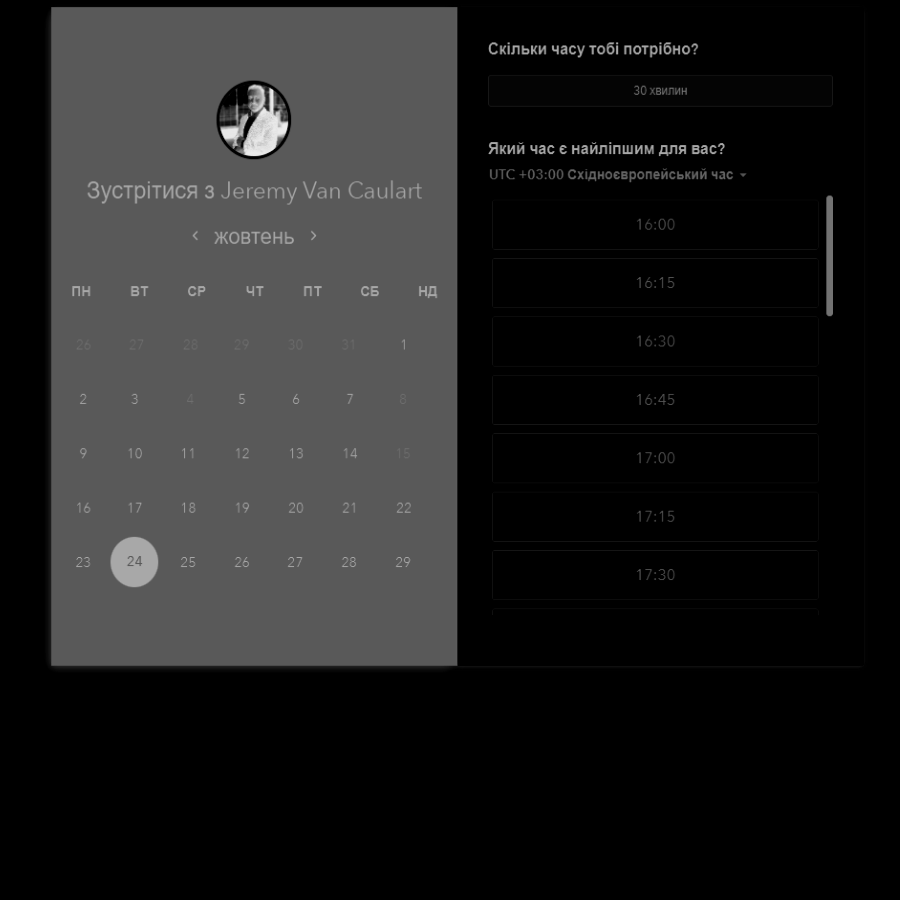 Зустрітися з Jeremy Van Caulart
жовтень
ПН ВТ СР ЧТ ПТ СБ НД
26 27 28 29 30 31 1
2 3 4 5 6 7 8
9 10 11 12 13 14 15
16 17 18 19 20 21 22
23 24 25 26 27 28 29
Скільки часу тобі потрібно?
30 хвилин
Який час є найліпшим для вас?
UTC +03:00 Східноєвропейський час
16:00
16:15
16:30
16:45
17:00
17:15
17:30